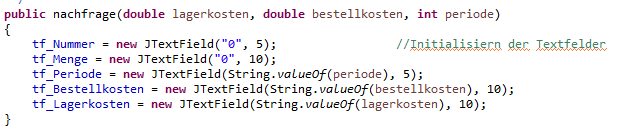 public nachfrage(double lagerkosten, double bestellkosten, int periode)
{
    tf_Nummer = new JTextField("0", 5);                //Initialisiern der Textfelder
    tf_Menge = new JTextField("0", 10);
    tf_Periode = new JTextField(String.valueOf(periode), 5);
    tf_Bestellkosten = new JTextField(String.valueOf(bestellkosten), 10);
    tf_Lagerkosten = new JTextField(String.valueOf(lagerkosten), 10);
}